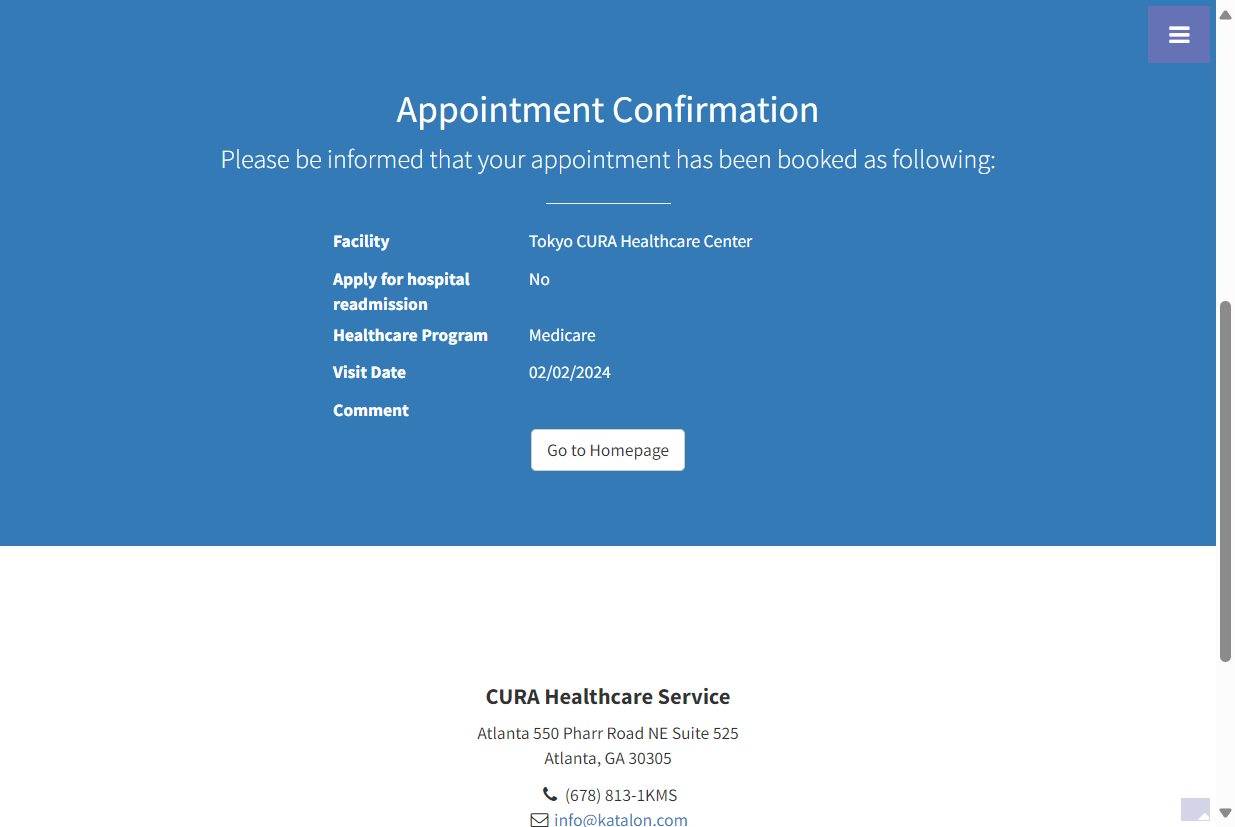 Appointment Confirmation
Please be informed that your appointment has been booked as following:
Facility Tokyo CURA Healthcare Center
Apply for hospital No
readmission
Healthcare Program Medicare
Visit Date 02/02/2024
Comment
Go to Homepage
CURA Healthcare Service
Atlanta 550 Pharr Road NE Suite 525
Atlanta, GA 30305
(678) 813-1KMS
info@katalon.com